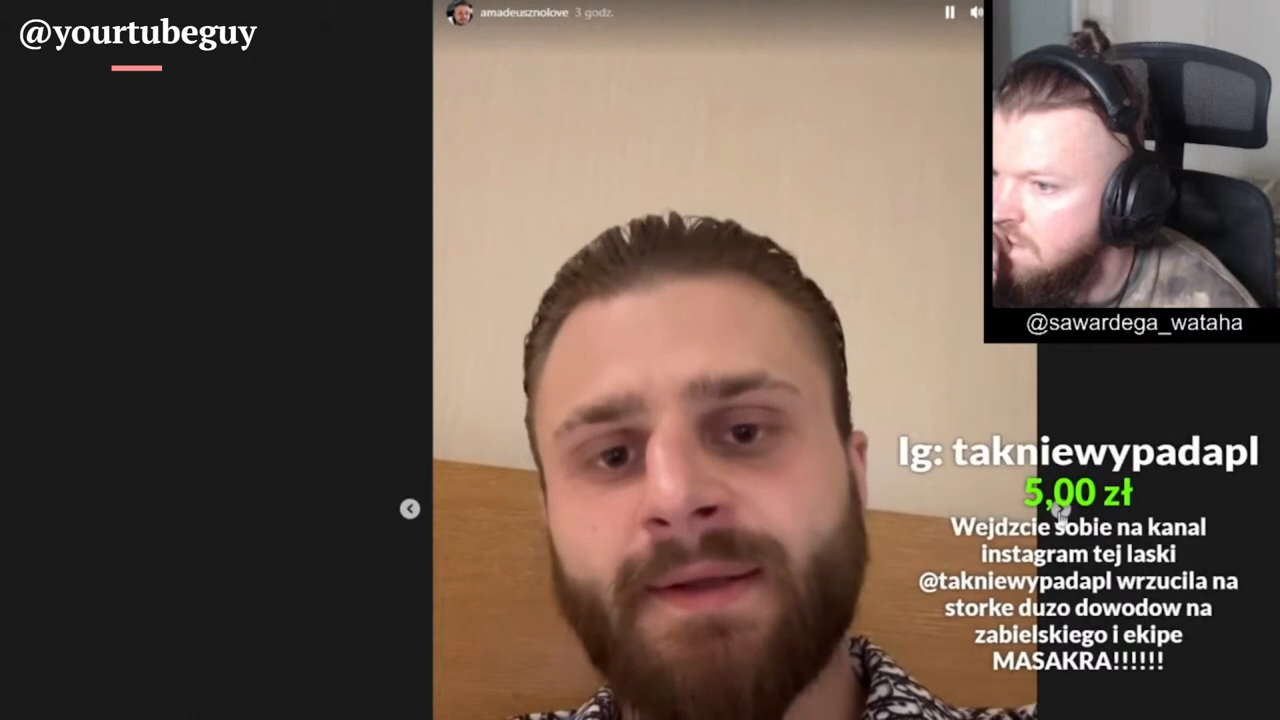 @yourtubeguy
amadeusznolove 3 godz.
@sawardega_wataha
Ig: takniewypadapl
5,00 zł
Wejdzcie sobie na kanal
instagram tej laski
@takniewypadapl wrzucila na
storke duzo dowodow na
zabielskiego i ekipe
MASAKRA!!!!!!